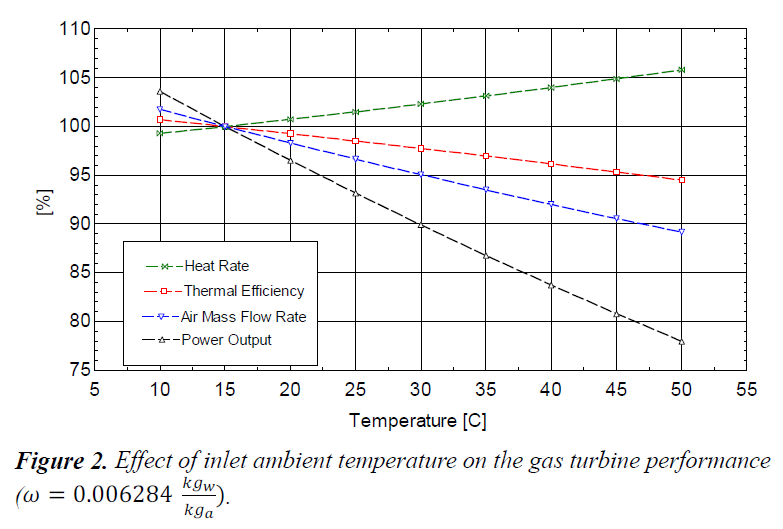 110
105
100
95
90
85
80
75
[%]
Heat Rate
Thermal Efficiency
Air Mass Flow Rate
Power Output
5 10 15 20 25 30 35 40 45 50 55
Temperature [C]
Figure 2. Effect of inlet ambient temperature on the gas turbine performance
(ω = 0.006284 kg_w/kg_a).